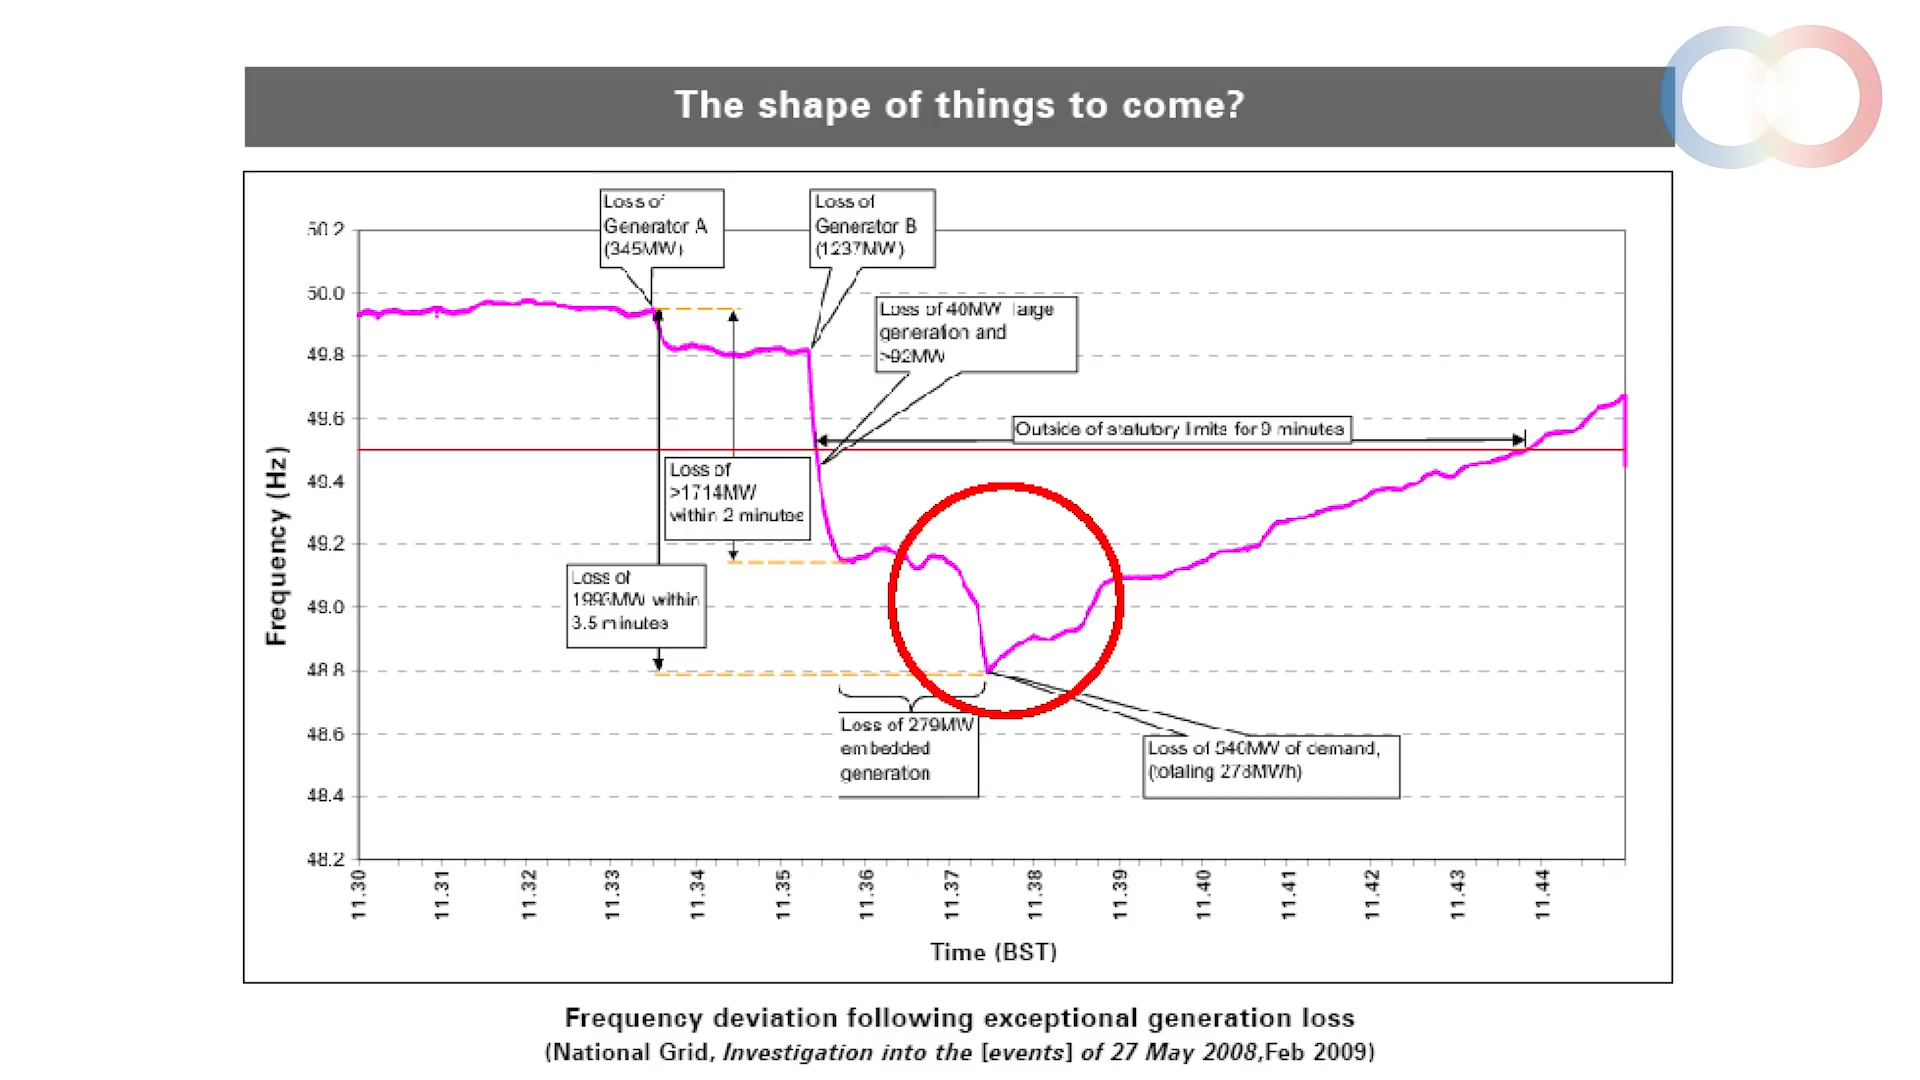 The shape of things to come?
Loss of
Generator A
(345MW)
Loss of
Generator B
(1237MW)
Loss of 40MW large
generation and
>92MW
Outside of statutory limits for 9 minutes
Loss of
>1714MW
within 2 minutes
Loss of
1993MW within
3.5 minutes
Loss of 279MW
embedded
generation
Loss of 546MW of demand,
(totaling 278MWh)
Frequency (Hz)
50.2
50.0
49.8
49.6
49.4
49.2
49.0
48.8
48.6
48.4
48.2
11.30
11.31
11.32
11.33
11.34
11.35
11.36
11.37
11.38
11.39
11.40
11.41
11.42
11.43
11.44
Time (BST)
Frequency deviation following exceptional generation loss
(National Grid, Investigation into the [events] of 27 May 2008,Feb 2009)